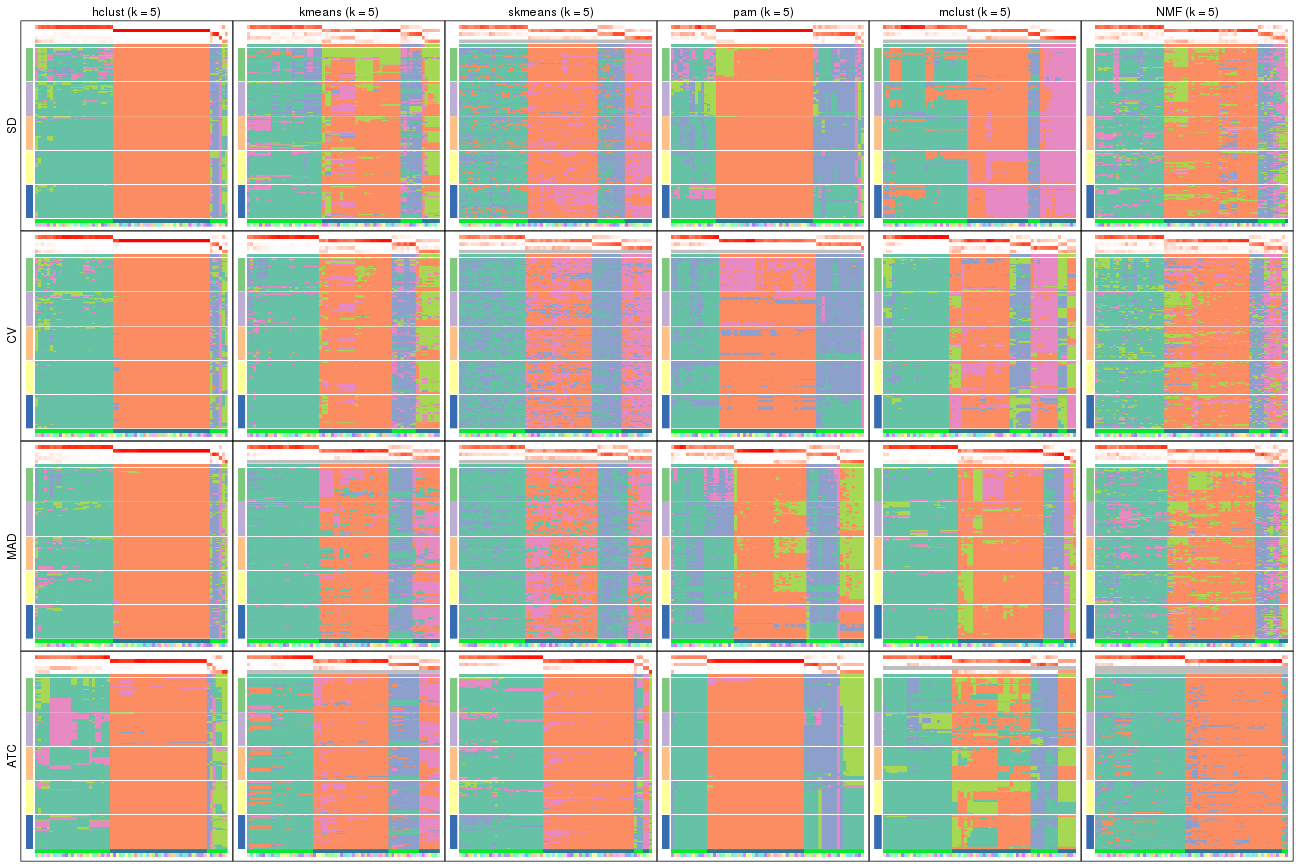 hclust (k = 5) kmeans (k = 5) skmeans (k = 5) pam (k = 5) mclust (k = 5) NMF (k = 5)
SD
CV
MAD
ATC